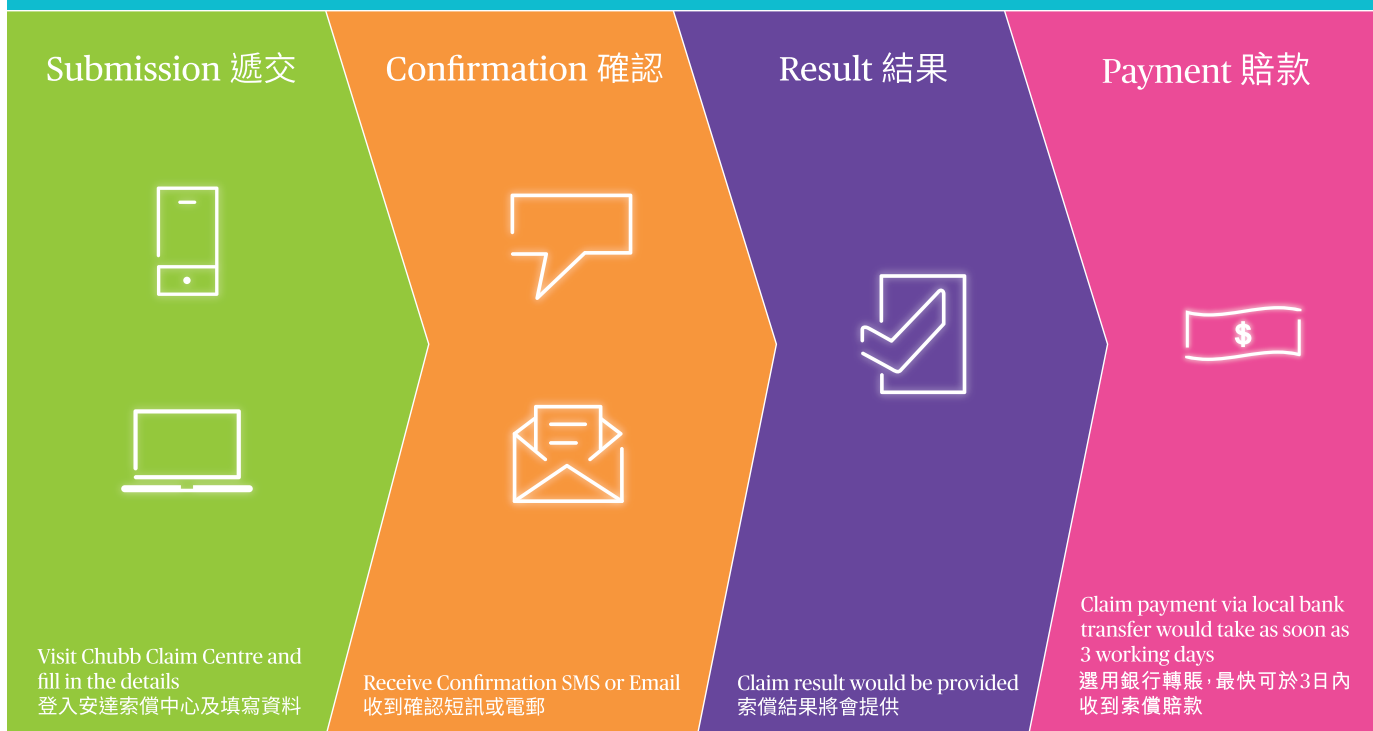 Submission 遞交
Visit Chubb Claim Centre and
fill in the details
登入安達索償中心及填寫資料
Confirmation 確認
Receive Confirmation SMS or Email
收到確認短訊或電郵
Result 結果
Claim result would be provided
索償結果將會提供
Payment 賠款
$
Claim payment via local bank
transfer would take as soon as
3 working days
選用銀行轉賬，最快可於3日內
收到索償賠款